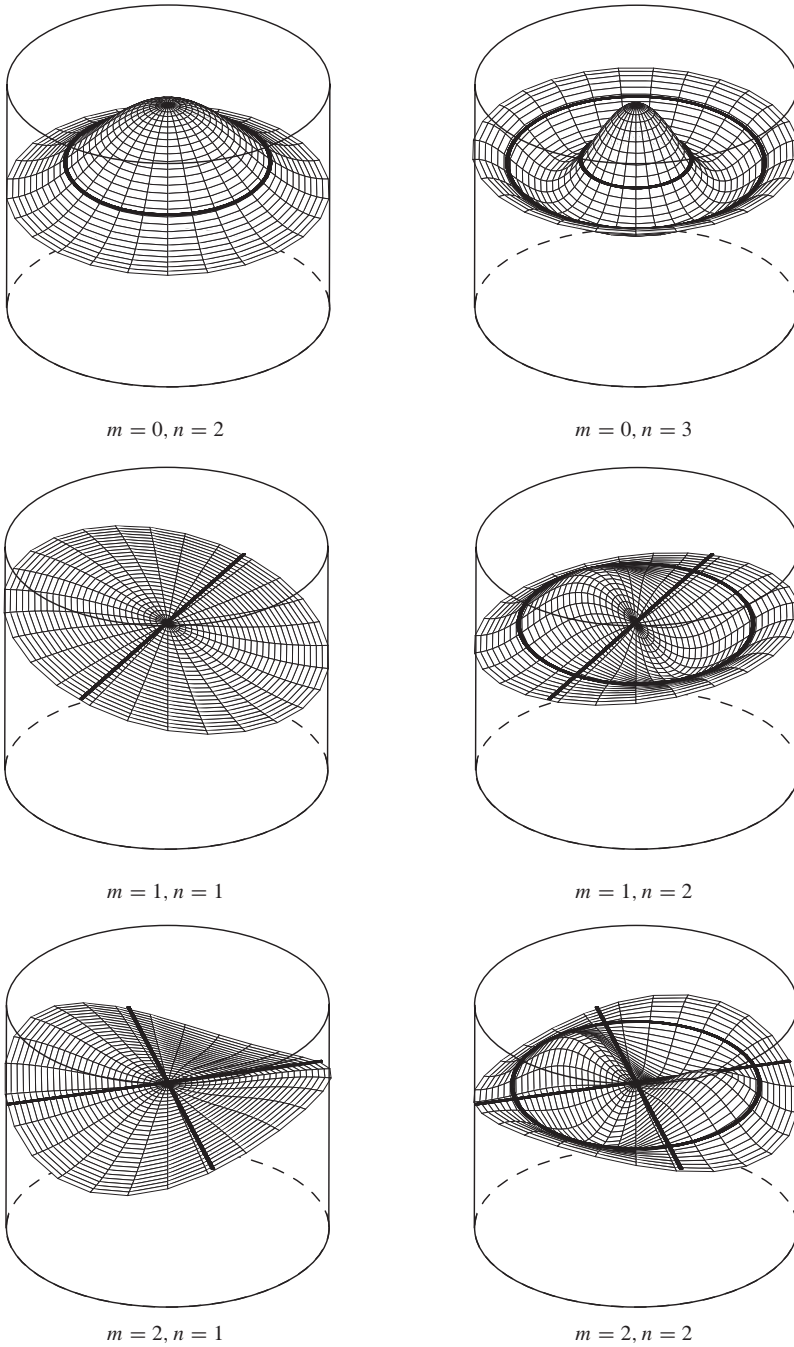 m = 0, n = 2
m = 0, n = 3
m = 1, n = 1
m = 1, n = 2
m = 2, n = 1
m = 2, n = 2